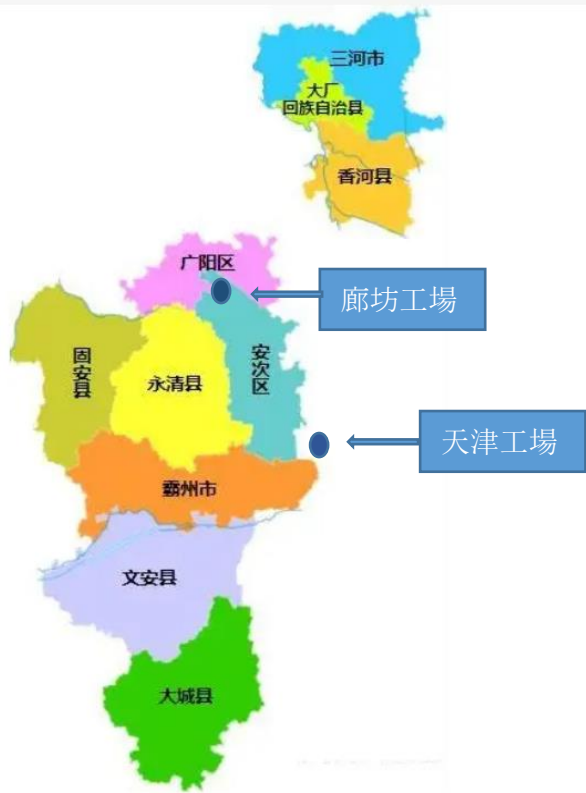 三河市
大厂
回族自治县
香河县
广阳区
廊坊工場
固安县
永清县
安次区
天津工場
霸州市
文安县
大城县